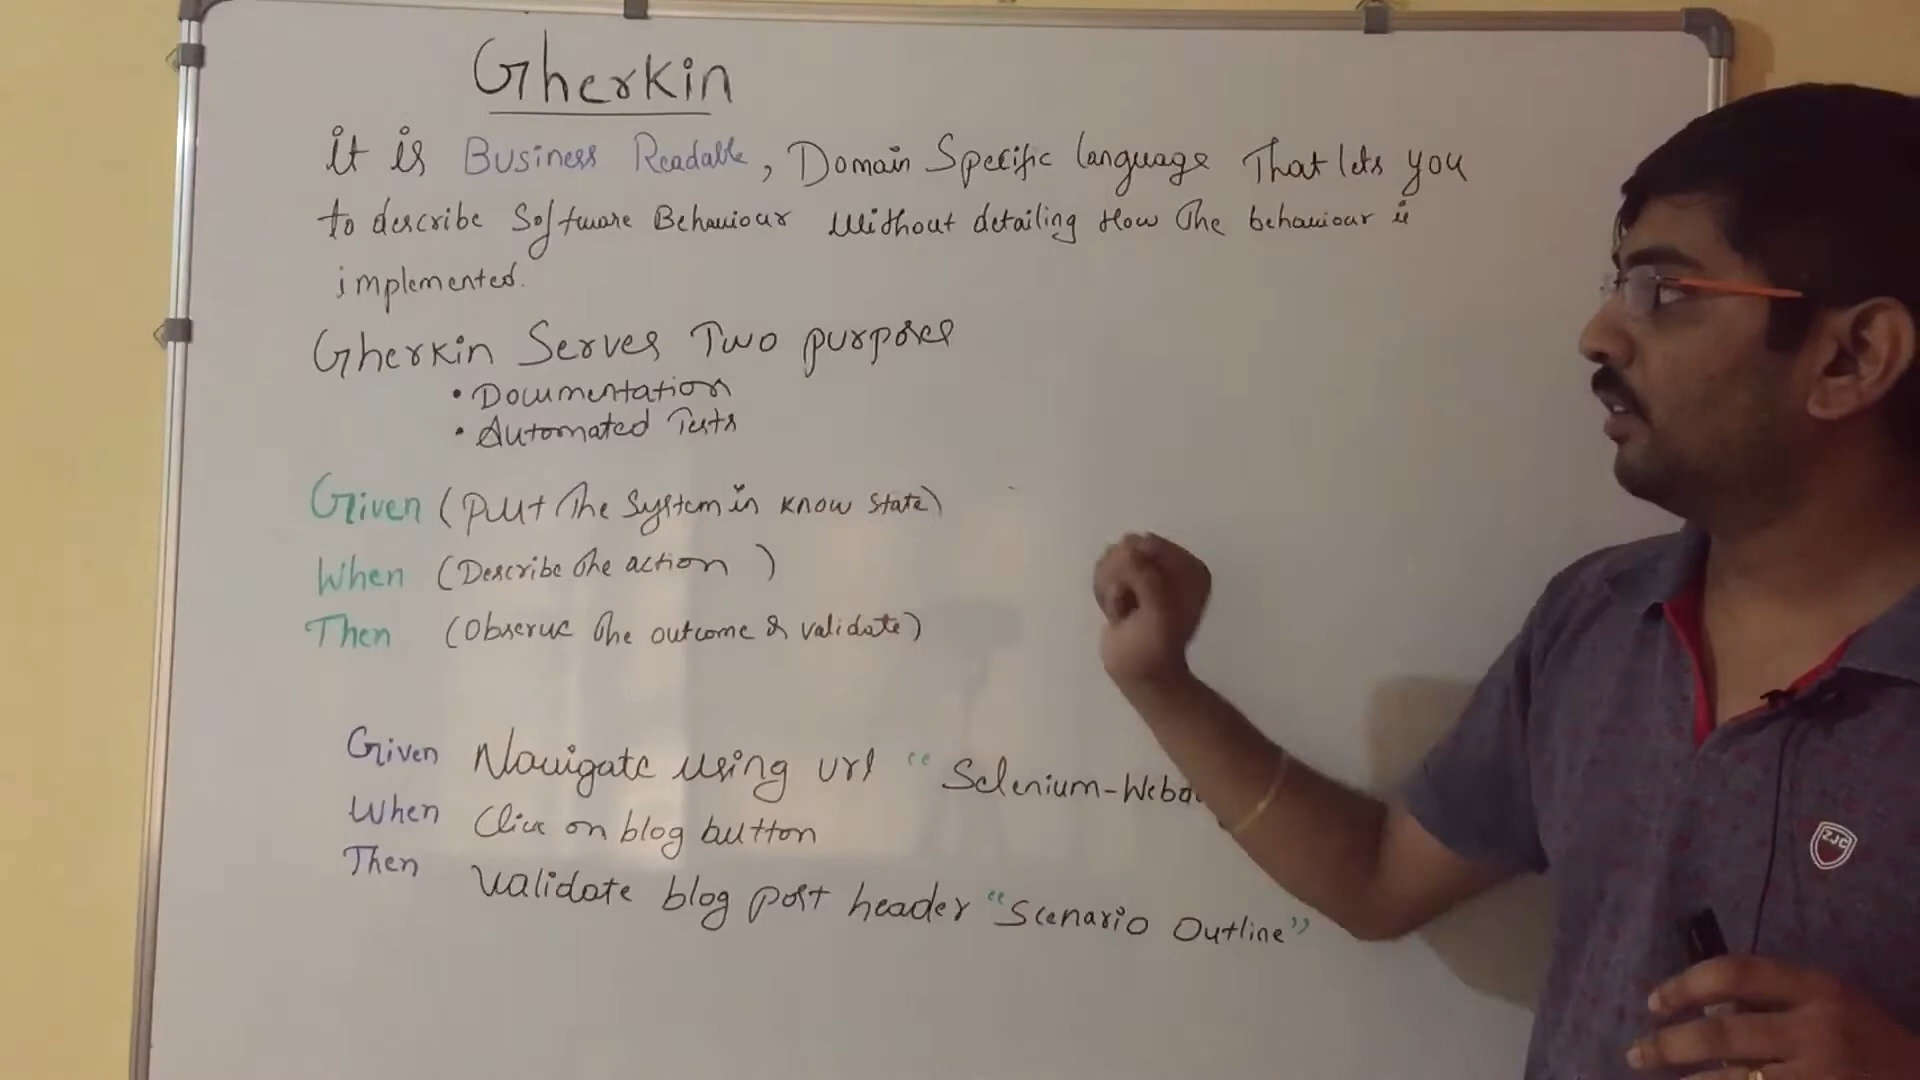 Gherkin
it is Business Readable, Domain Specific language That lets you
to describe Software Behaviour without detailing How The behaviour is
implemented.
Gherkin Serves Two purposes
• Documentation
• Automated Tests
Given (Put The System in know state)
When (Describe The action )
Then (Observe The outcome & validate)
Given Navigate using url “ Selenium-Weba
When Click on blog button
Then Validate blog post header “Scenario Outline”
ZJC